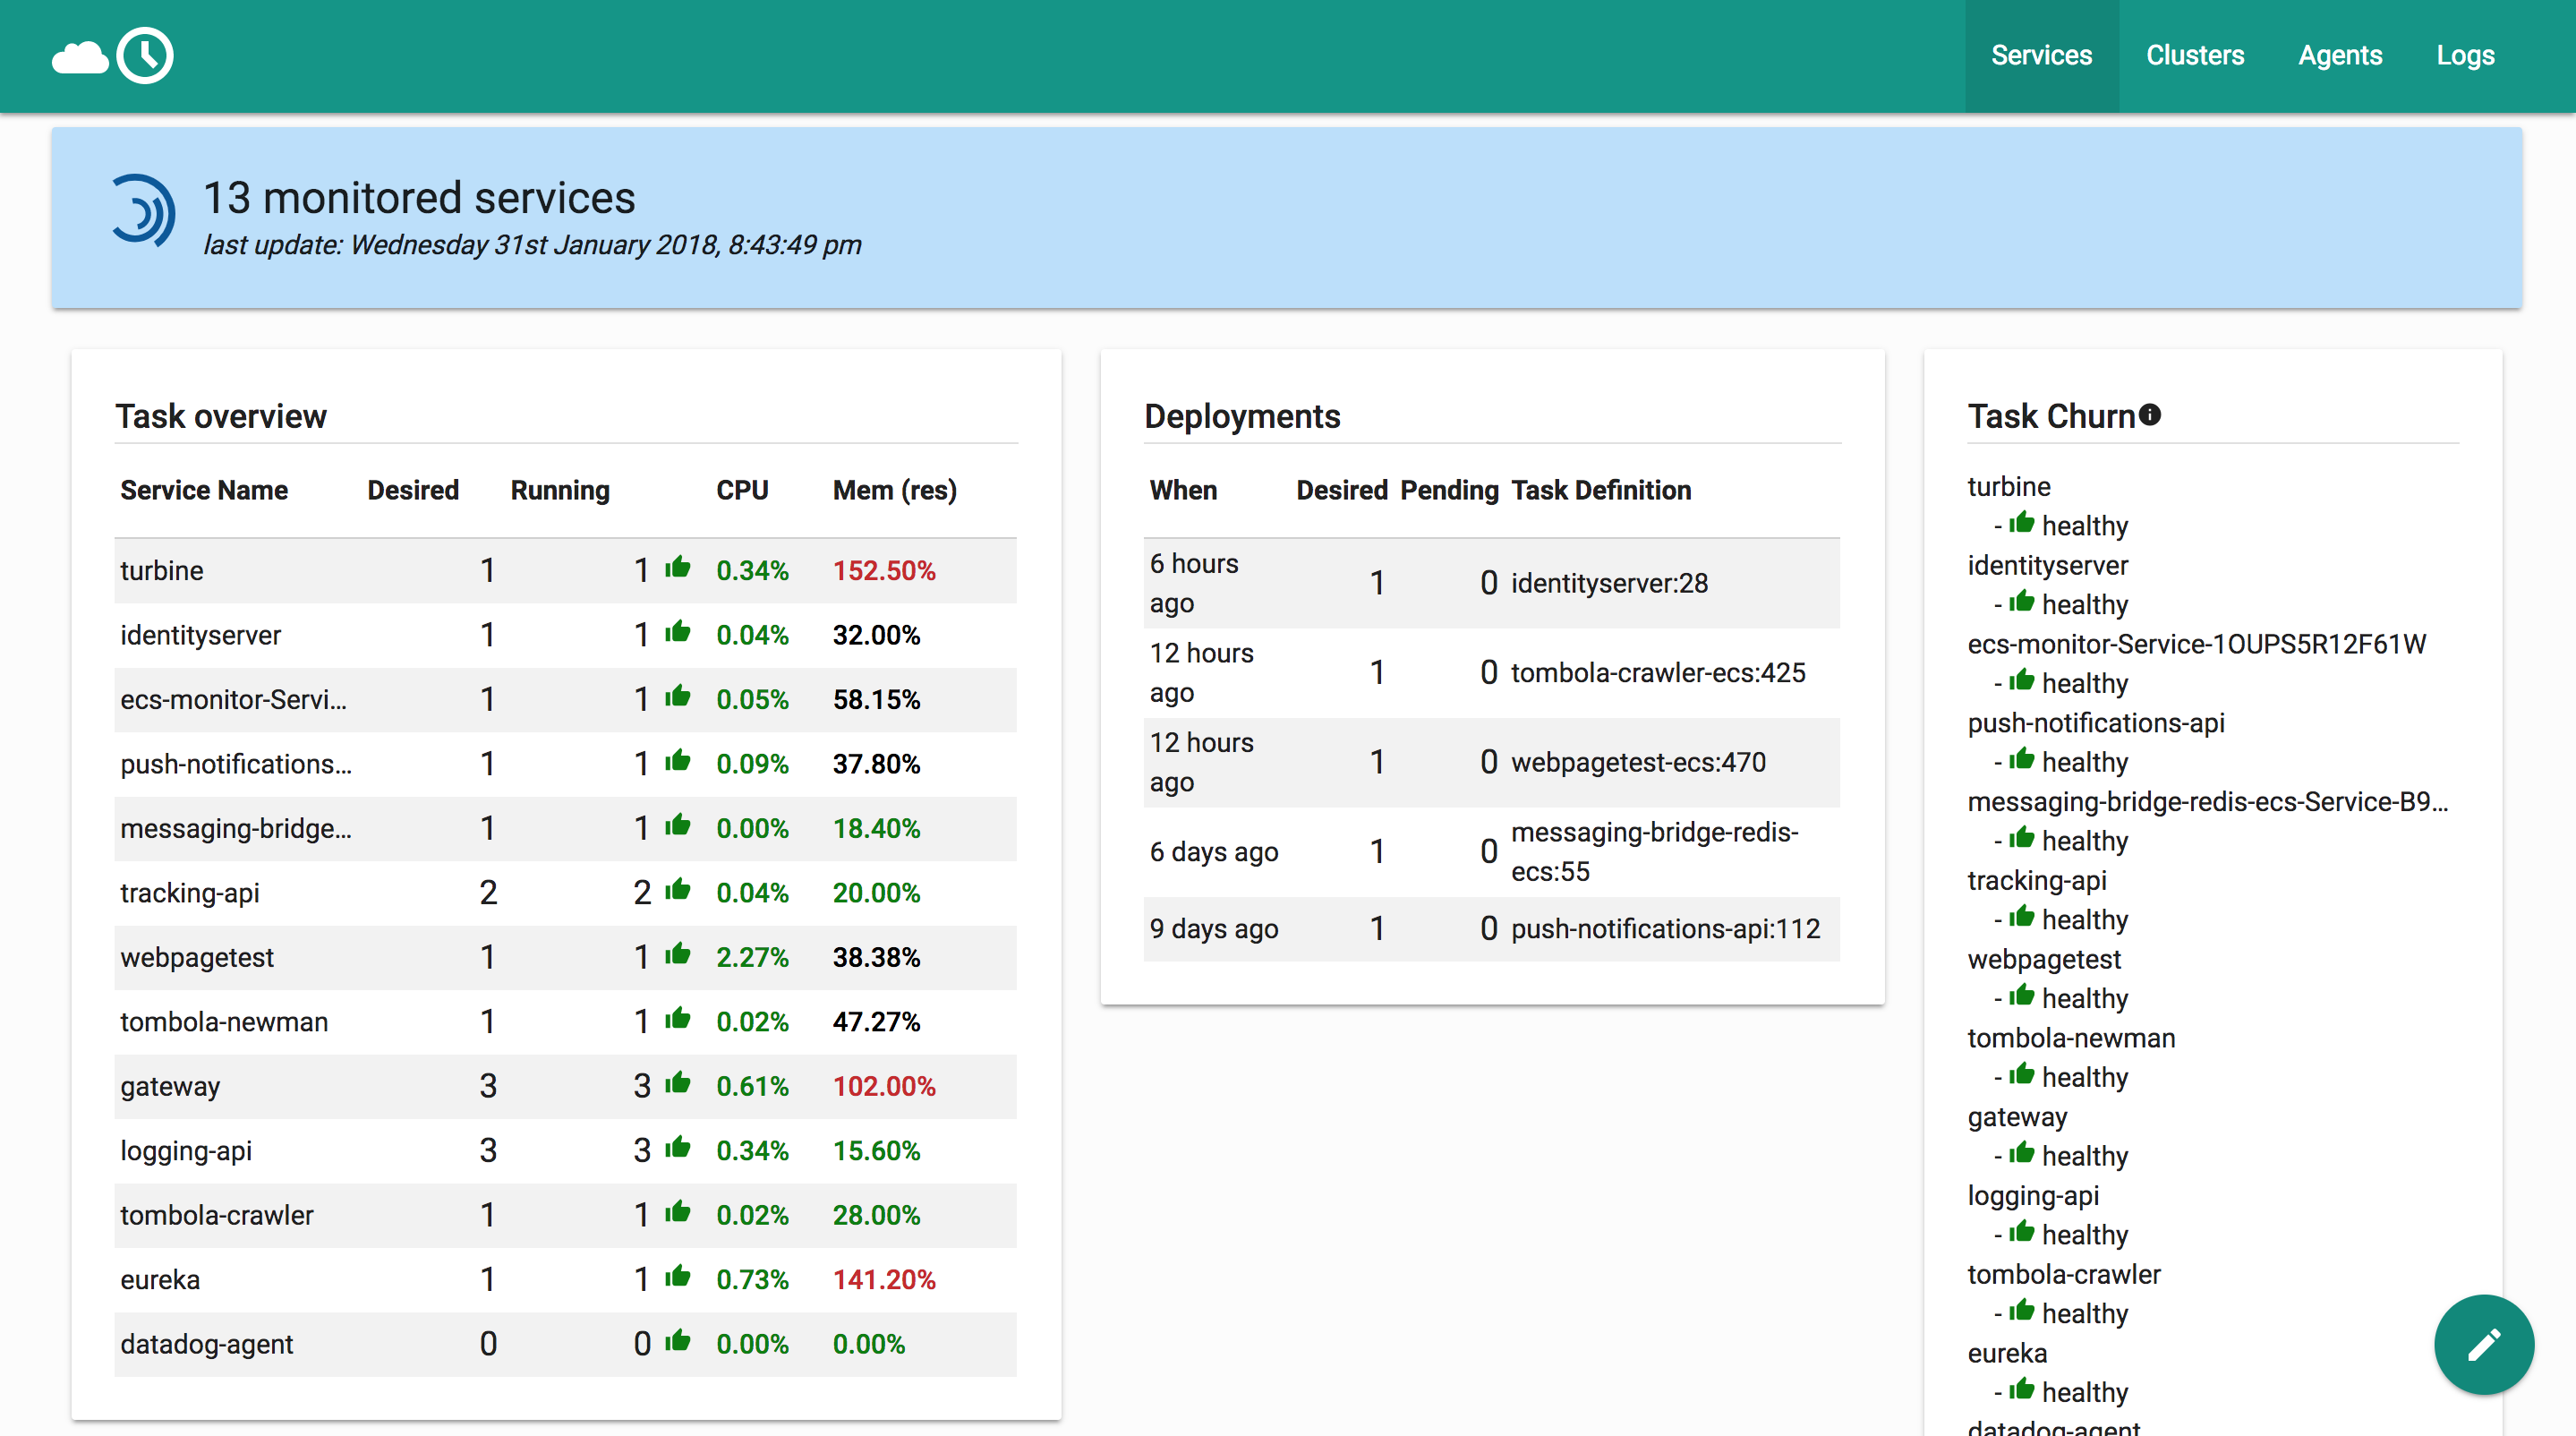 Services Clusters Agents Logs
13 monitored services
last update: Wednesday 31st January 2018, 8:43:49 pm
Task overview
Service Name Desired Running CPU Mem (res)
turbine 1 1 0.34% 152.50%
identityserver 1 1 0.04% 32.00%
ecs-monitor-Servi... 1 1 0.05% 58.15%
push-notifications... 1 1 0.09% 37.80%
messaging-bridge... 1 1 0.00% 18.40%
tracking-api 2 2 0.04% 20.00%
webpagetest 1 1 2.27% 38.38%
tombola-newman 1 1 0.02% 47.27%
gateway 3 3 0.61% 102.00%
logging-api 3 3 0.34% 15.60%
tombola-crawler 1 1 0.02% 28.00%
eureka 1 1 0.73% 141.20%
datadog-agent 0 0 0.00% 0.00%
Deployments
When Desired Pending Task Definition
6 hours
ago 1 0 identityserver:28
12 hours
ago 1 0 tombola-crawler-ecs:425
12 hours
ago 1 0 webpagetest-ecs:470
6 days ago 1 0 messaging-bridge-redis-
ecs:55
9 days ago 1 0 push-notifications-api:112
Task Churn
turbine
- healthy
identityserver
- healthy
ecs-monitor-Service-1OUPS5R12F61W
- healthy
push-notifications-api
- healthy
messaging-bridge-redis-ecs-Service-B9...
- healthy
tracking-api
- healthy
webpagetest
- healthy
tombola-newman
- healthy
gateway
- healthy
logging-api
- healthy
tombola-crawler
- healthy
eureka
- healthy
datadog-agent